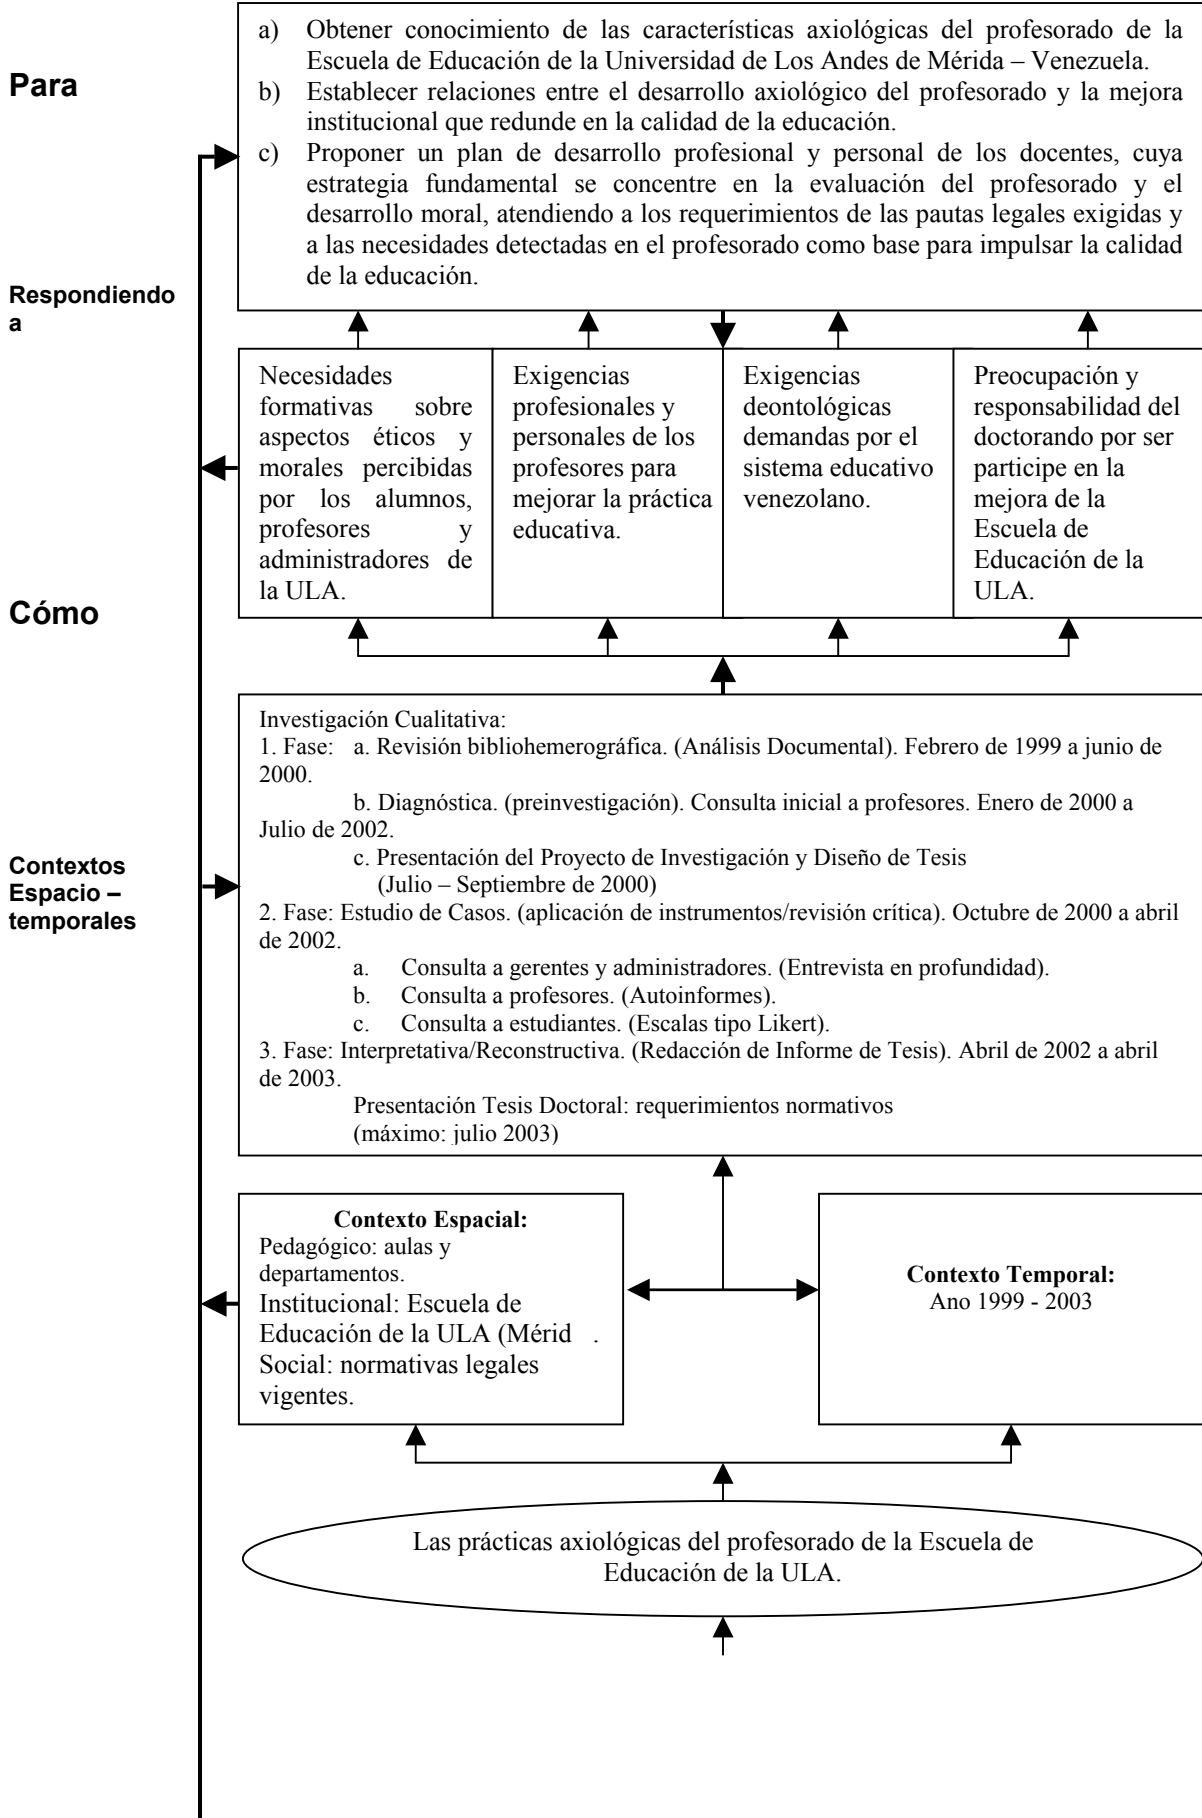 Para
a) Obtener conocimiento de las características axiológicas del profesorado de la
Escuela de Educación de la Universidad de Los Andes de Mérida – Venezuela.
b) Establecer relaciones entre el desarrollo axiológico del profesorado y la mejora
institucional que redunde en la calidad de la educación.
c) Proponer un plan de desarrollo profesional y personal de los docentes, cuya
estrategia fundamental se concentre en la evaluación del profesorado y el
desarrollo moral, atendiendo a los requerimientos de las pautas legales exigidas y
a las necesidades detectadas en el profesorado como base para impulsar la calidad
de la educación.
Respondiendo
a
Necesidades
formativas sobre
aspectos éticos y
morales percibidas
por los alumnos,
profesores y
administradores de
la ULA.
Exigencias
profesionales y
personales de los
profesores para
mejorar la práctica
educativa.
Exigencias
deontológicas
demandas por el
sistema educativo
venezolano.
Preocupación y
responsabilidad del
doctorando por ser
participe en la
mejora de la
Escuela de
Educación de la
ULA.
Cómo
Investigación Cualitativa:
1. Fase: a. Revisión bibliohemerográfica. (Análisis Documental). Febrero de 1999 a junio de
2000.
b. Diagnóstica. (preinvestigación). Consulta inicial a profesores. Enero de 2000 a
Julio de 2002.
c. Presentación del Proyecto de Investigación y Diseño de Tesis
(Julio – Septiembre de 2000)
2. Fase: Estudio de Casos. (aplicación de instrumentos/revisión crítica). Octubre de 2000 a abril
de 2002.
a. Consulta a gerentes y administradores. (Entrevista en profundidad).
b. Consulta a profesores. (Autoinformes).
c. Consulta a estudiantes. (Escalas tipo Likert).
3. Fase: Interpretativa/Reconstructiva. (Redacción de Informe de Tesis). Abril de 2002 a abril
de 2003.
Presentación Tesis Doctoral: requerimientos normativos
(máximo: julio 2003)
Contextos
Espacio –
temporales
Contexto Espacial:
Pedagógico: aulas y
departamentos.
Institucional: Escuela de
Educación de la ULA (Mérid .
Social: normativas legales
vigentes.
Contexto Temporal:
Ano 1999 - 2003
Las prácticas axiológicas del profesorado de la Escuela de
Educación de la ULA.